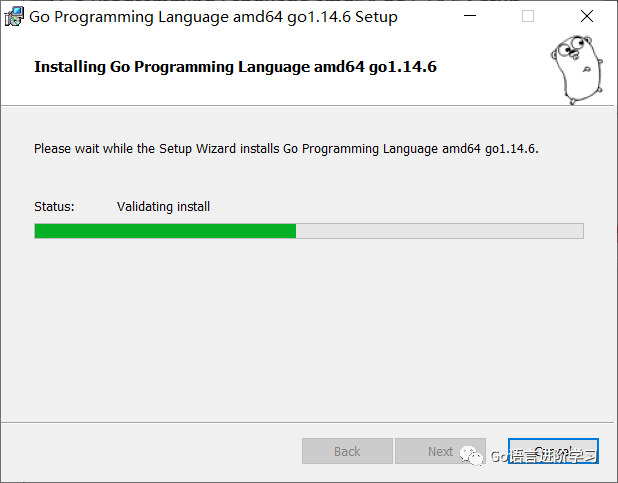 Go Programming Language amd64 go1.14.6 Setup
Installing Go Programming Language amd64 go1.14.6
Please wait while the Setup Wizard installs Go Programming Language amd64 go1.14.6.
Status: Validating install
Back Next Cancel
Go语言进阶学习